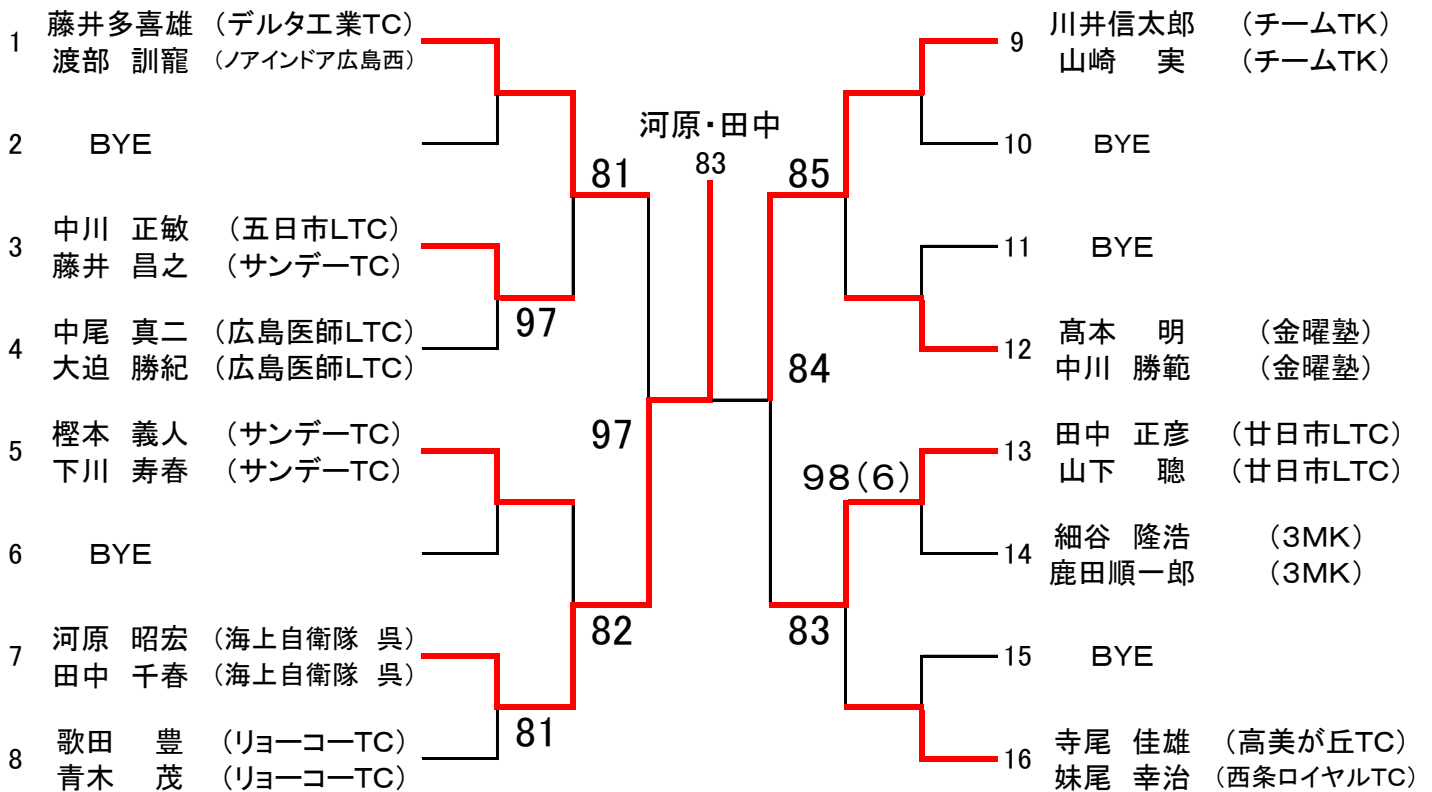 1 藤井多喜雄 (デルタ工業TC)
渡部 訓寵 (ノアインドア広島西)
2 BYE
3 中川 正敏 (五日市LTC)
藤井 昌之 (サンデーTC)
4 中尾 真二 (広島医師LTC)
大迫 勝紀 (広島医師LTC)
5 樫本 義人 (サンデーTC)
下川 寿春 (サンデーTC)
6 BYE
7 河原 昭宏 (海上自衛隊 呉)
田中 千春 (海上自衛隊 呉)
8 歌田 豊 (リョーコーTC)
青木 茂 (リョーコーTC)
81
97
97
82
81
河原・田中
83
85
84
98(6)
83
9 川井信太郎 (チームTK)
山崎 実 (チームTK)
10 BYE
11 BYE
12 髙本 明 (金曜塾)
中川 勝範 (金曜塾)
13 田中 正彦 (廿日市LTC)
山下 聰 (廿日市LTC)
14 細谷 隆浩 (3MK)
鹿田順一郎 (3MK)
15 BYE
16 寺尾 佳雄 (高美が丘TC)
妹尾 幸治 (西条ロイヤルTC)